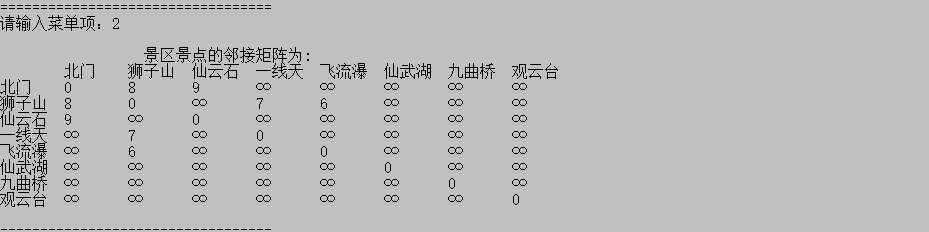 ==================================
请输入菜单项：2
景区景点的邻接矩阵为:
北门 狮子山 仙云石 一线天 飞流瀑 仙武湖 九曲桥 观云台
北门 0 8 9 ∞ ∞ ∞ ∞ ∞
狮子山 8 0 ∞ 7 6 ∞ ∞ ∞
仙云石 9 ∞ 0 ∞ ∞ ∞ ∞ ∞
一线天 ∞ 7 ∞ 0 ∞ ∞ ∞ ∞
飞流瀑 ∞ 6 ∞ ∞ 0 ∞ ∞ ∞
仙武湖 ∞ ∞ ∞ ∞ ∞ 0 ∞ ∞
九曲桥 ∞ ∞ ∞ ∞ ∞ ∞ 0 ∞
观云台 ∞ ∞ ∞ ∞ ∞ ∞ ∞ 0
----------------------------------